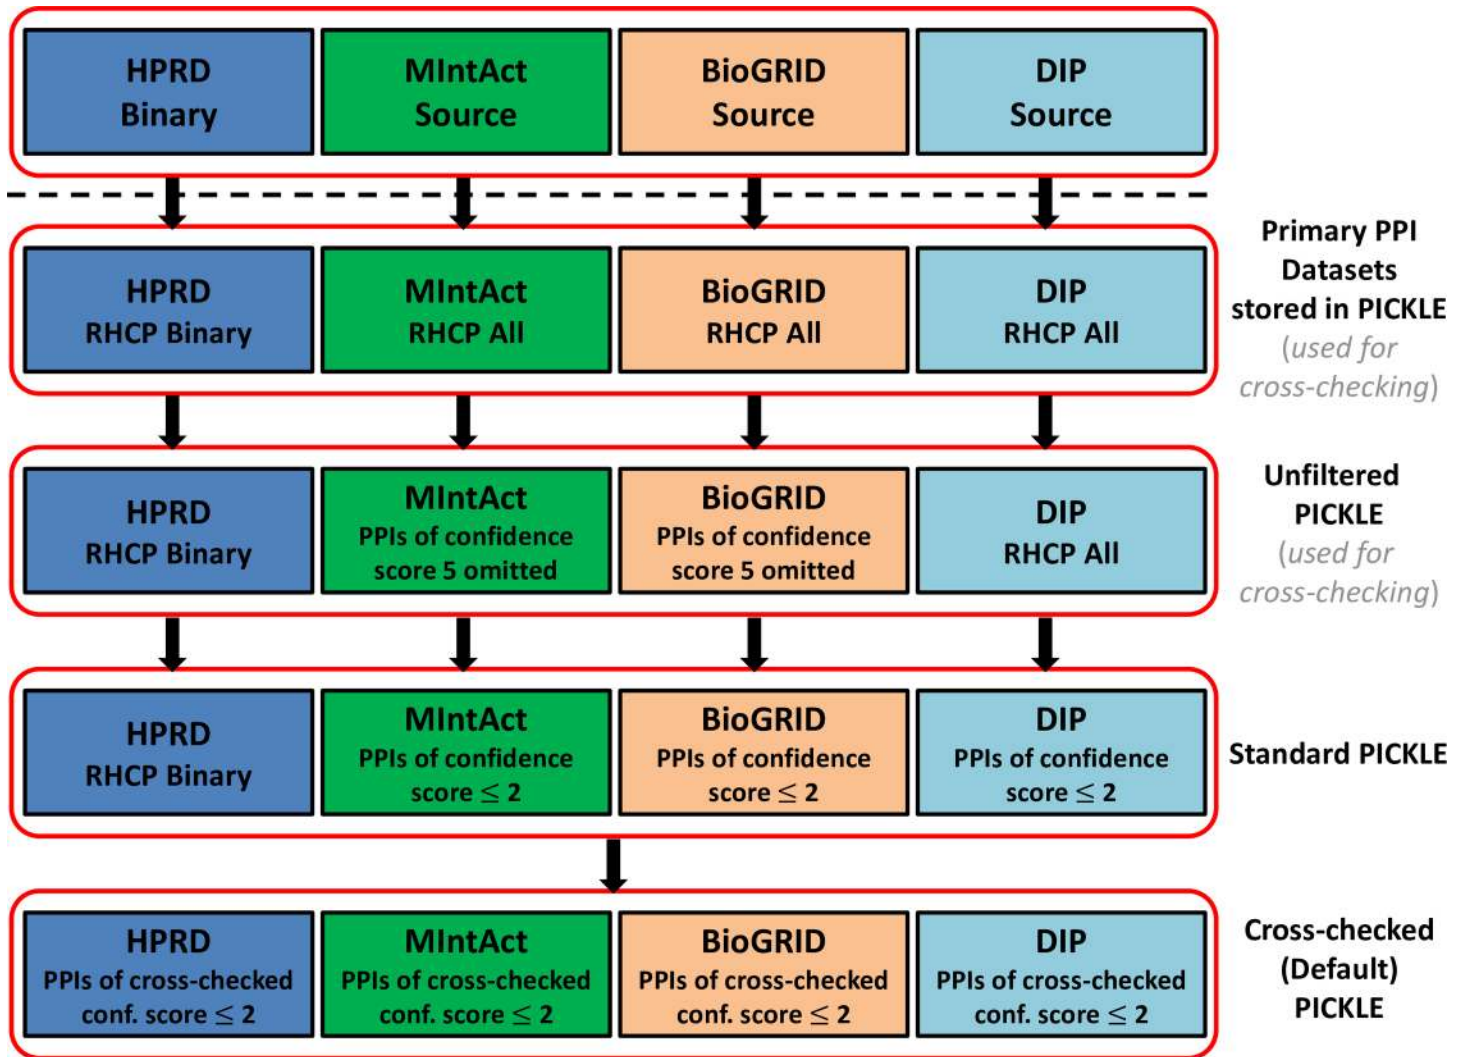 HPRD
Binary
MIntAct
Source
BioGRID
Source
DIP
Source
Primary PPI
Datasets
stored in PICKLE
(used for
cross-checking)
HPRD
RHCP Binary
MIntAct
RHCP All
BioGRID
RHCP All
DIP
RHCP All
Unfiltered
PICKLE
(used for
cross-checking)
HPRD
RHCP Binary
MIntAct
PPIs of confidence
score 5 omitted
BioGRID
PPIs of confidence
score 5 omitted
DIP
RHCP All
HPRD
RHCP Binary
MIntAct
PPIs of confidence
score ≤ 2
BioGRID
PPIs of confidence
score ≤ 2
DIP
PPIs of confidence
score ≤ 2
Standard PICKLE
HPRD
PPIs of cross-checked
conf. score ≤ 2
MIntAct
PPIs of cross-checked
conf. score ≤ 2
BioGRID
PPIs of cross-checked
conf. score ≤ 2
DIP
PPIs of cross-checked
conf. score ≤ 2
Cross-checked
(Default)
PICKLE